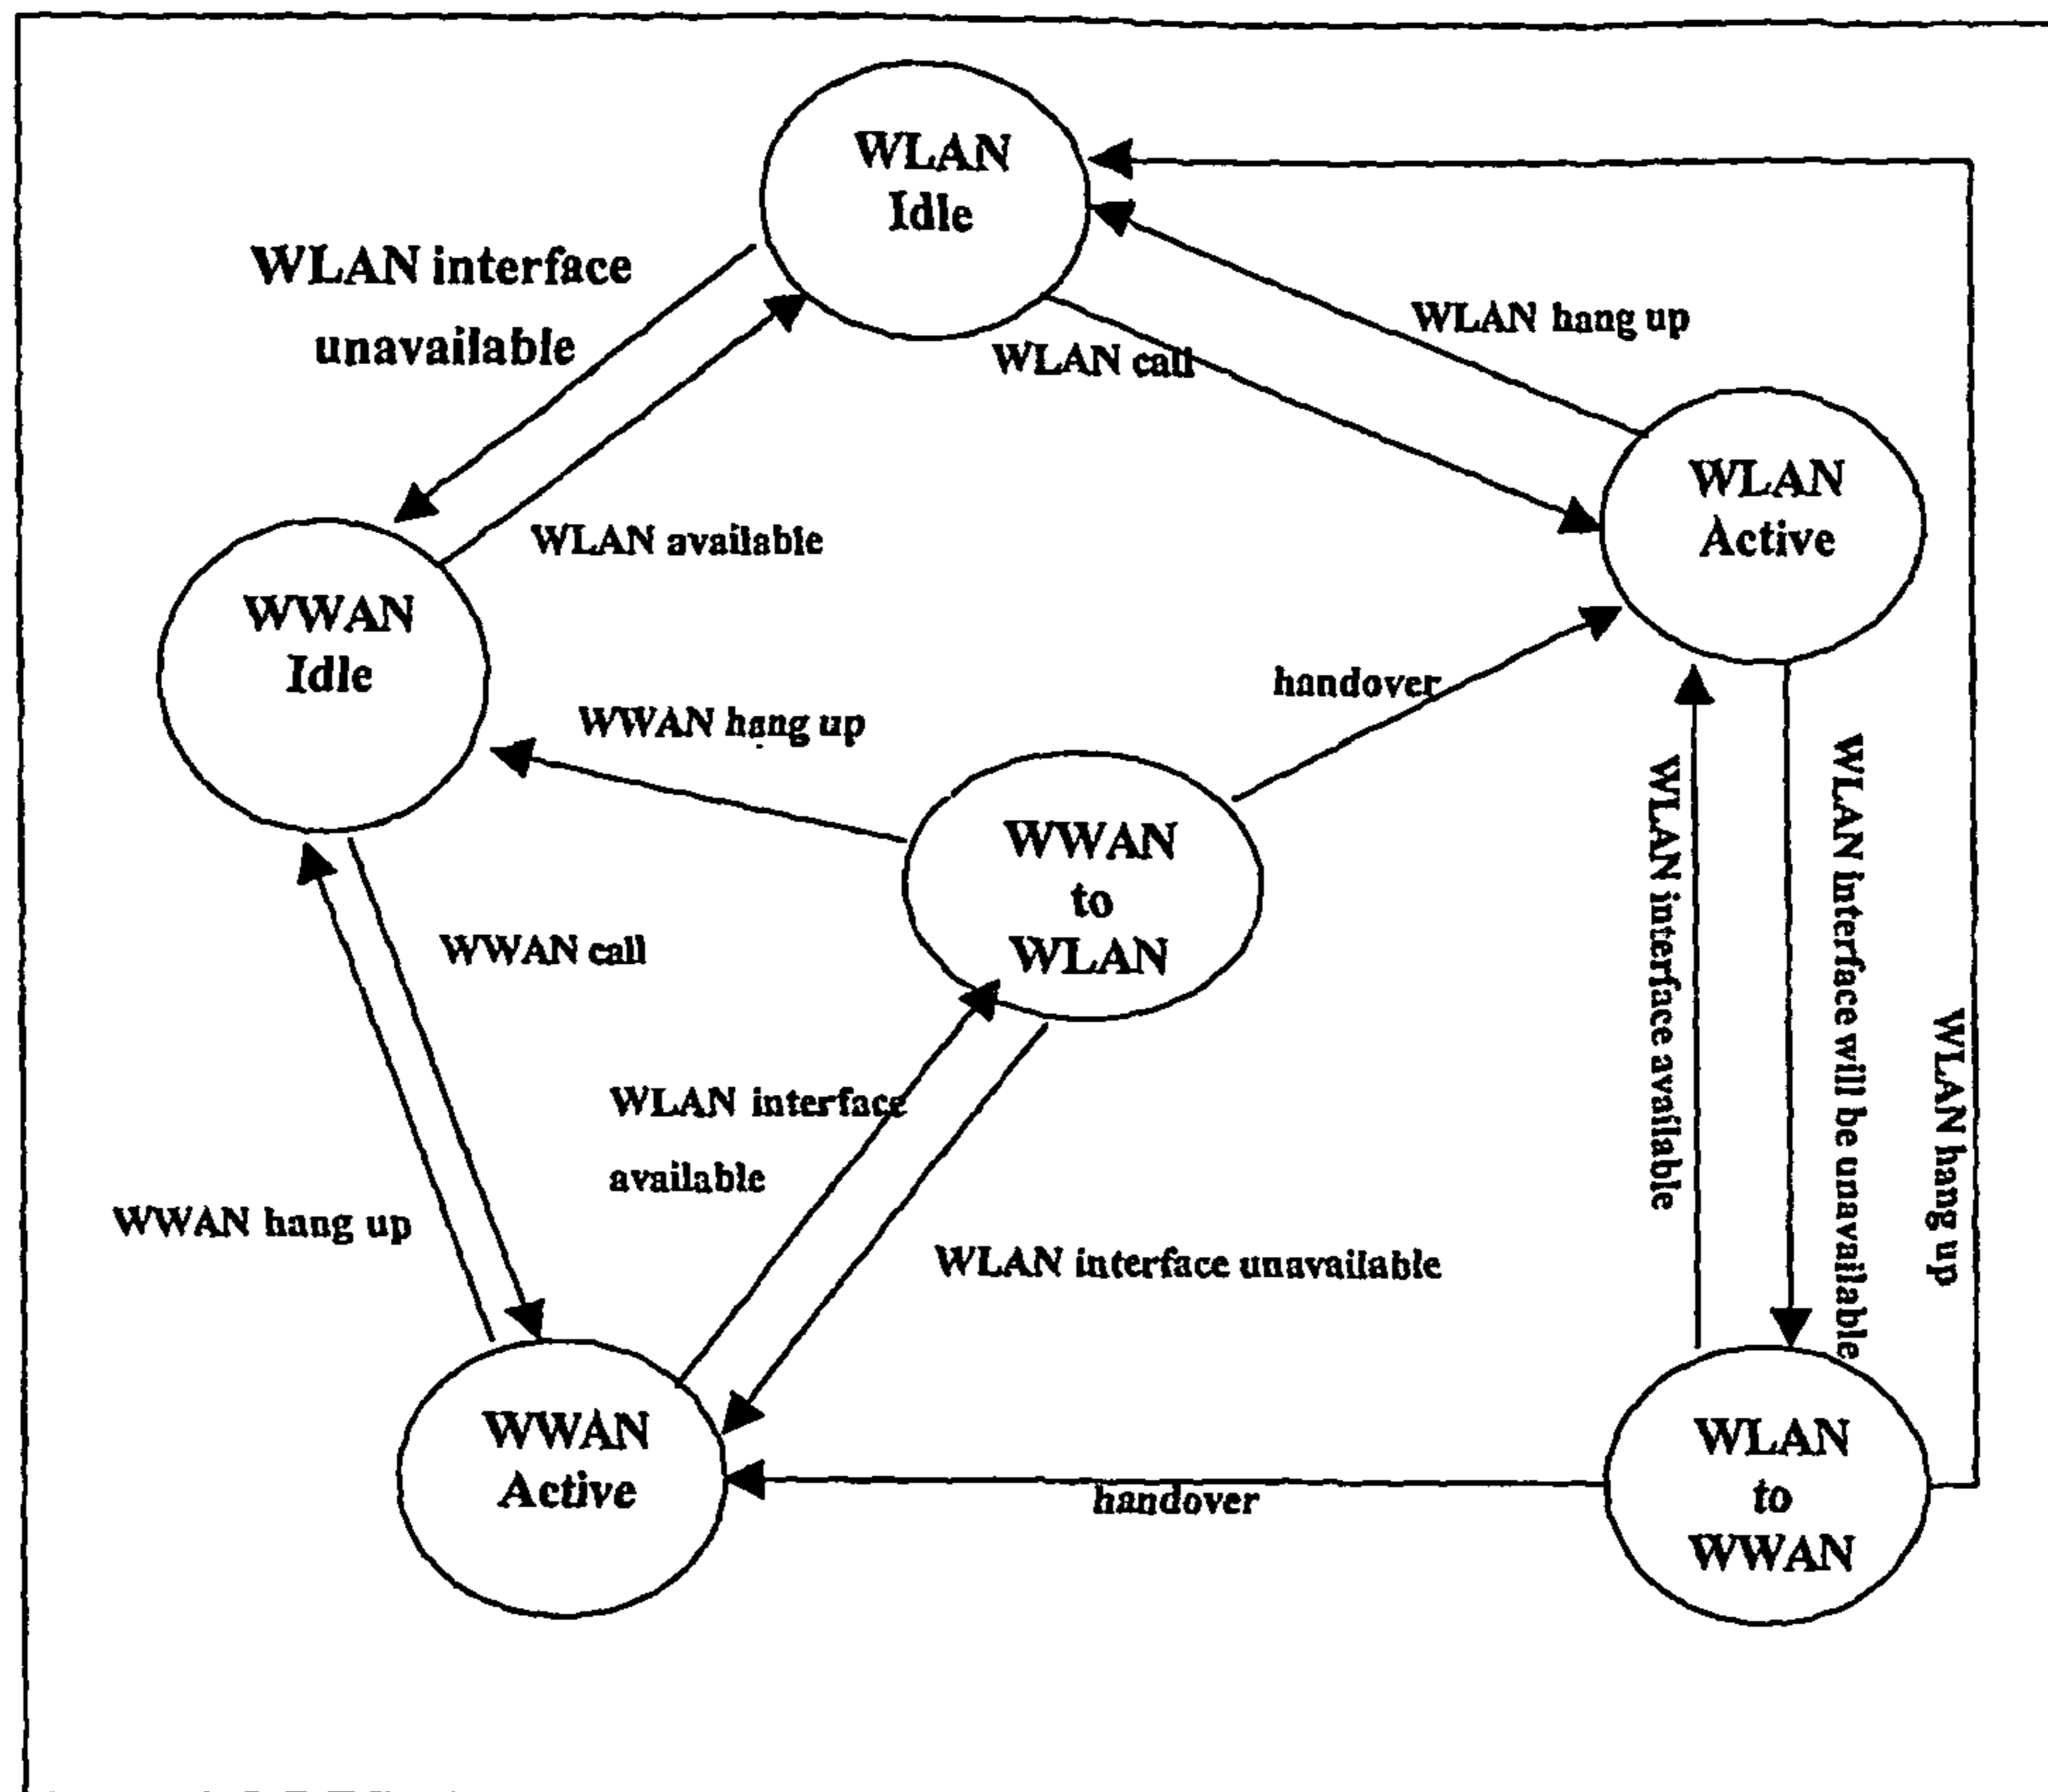 WLAN
Idle
WLAN interface
unavailable
WLAN hang up
WLAN call
WLAN
Active
WLAN available
WWAN
Idle
handover
WWAN hang up
WWAN
to
WLAN
WLAN interface available
WLAN interface will be unavailable
WLAN hang up
WWAN call
WLAN interface
available
WWAN hang up
WLAN interface unavailable
WWAN
Active
handover
WLAN
to
WWAN